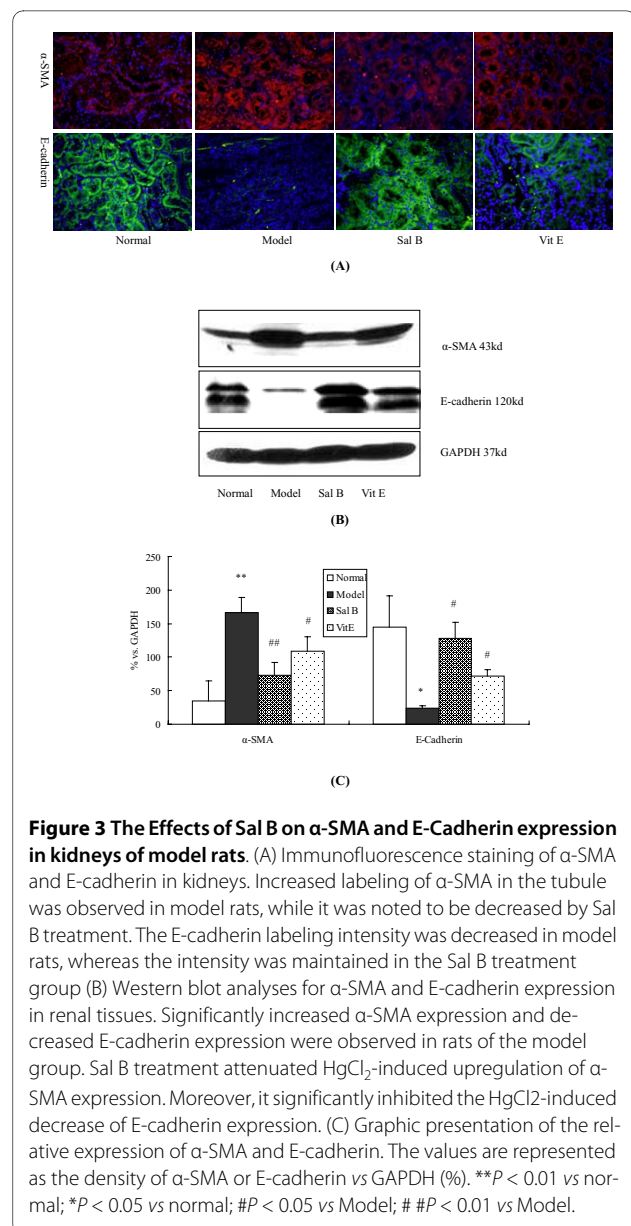 α-SMA
E-cadherin
Normal Model Sal B Vit E
(A)
α-SMA 43kd
E-cadherin 120kd
GAPDH 37kd
Normal Model Sal B Vit E
(B)
250
200
150
100
50
0
% vs. GAPDH
**
##
#
*
#
#
Normal
Model
Sal B
VitE
α-SMA E-Cadherin
(C)
Figure 3 The Effects of Sal B on α-SMA and E-Cadherin expression
in kidneys of model rats. (A) Immunofluorescence staining of α-SMA
and E-cadherin in kidneys. Increased labeling of α-SMA in the tubule
was observed in model rats, while it was noted to be decreased by Sal
B treatment. The E-cadherin labeling intensity was decreased in model
rats, whereas the intensity was maintained in the Sal B treatment
group (B) Western blot analyses for α-SMA and E-cadherin expression
in renal tissues. Significantly increased α-SMA expression and de-
creased E-cadherin expression were observed in rats of the model
group. Sal B treatment attenuated HgCl₂-induced upregulation of α-
SMA expression. Moreover, it significantly inhibited the HgCl2-induced
decrease of E-cadherin expression. (C) Graphic presentation of the rel-
ative expression of α-SMA and E-cadherin. The values are represented
as the density of α-SMA or E-cadherin vs GAPDH (%). **P < 0.01 vs nor-
mal; *P < 0.05 vs normal; #P < 0.05 vs Model; # #P < 0.01 vs Model.